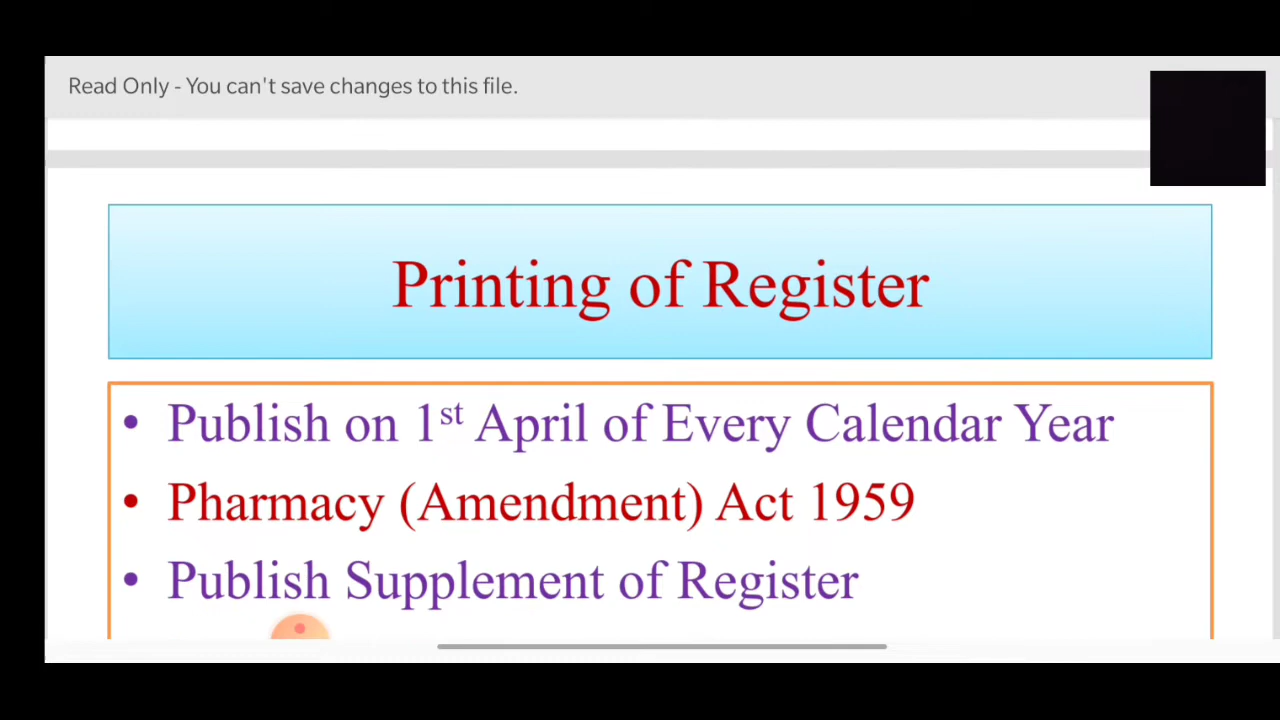 Read Only - You can't save changes to this file.
Printing of Register
• Publish on 1st April of Every Calendar Year
• Pharmacy (Amendment) Act 1959
• Publish Supplement of Register